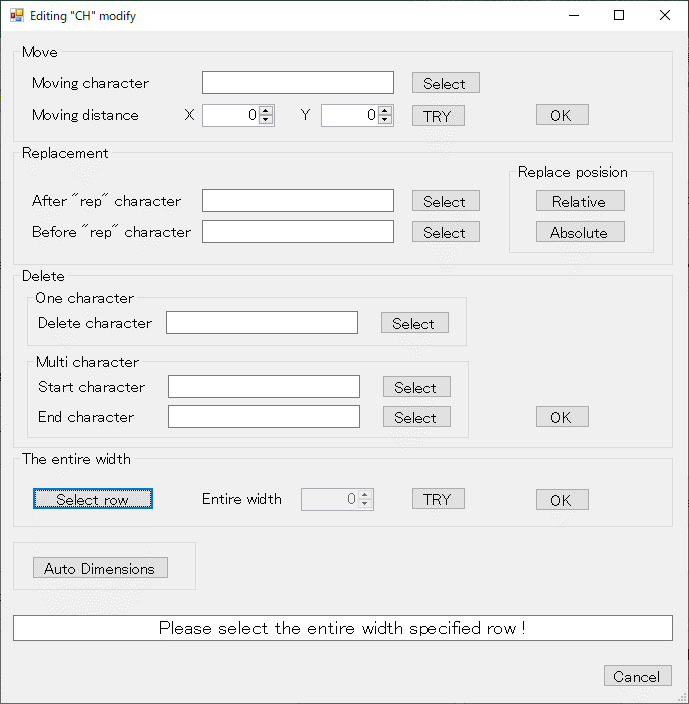 Editing "CH" modify
Move
Moving character Select
Moving distance X 0 Y 0 TRY OK
Replacement
Replace posision
After "rep" character Select Relative
Before "rep" character Select Absolute
Delete
One character
Delete character Select
Multi character
Start character Select
End character Select OK
The entire width
Select row Entire width 0 TRY OK
Auto Dimensions
Please select the entire width specified row !
Cancel